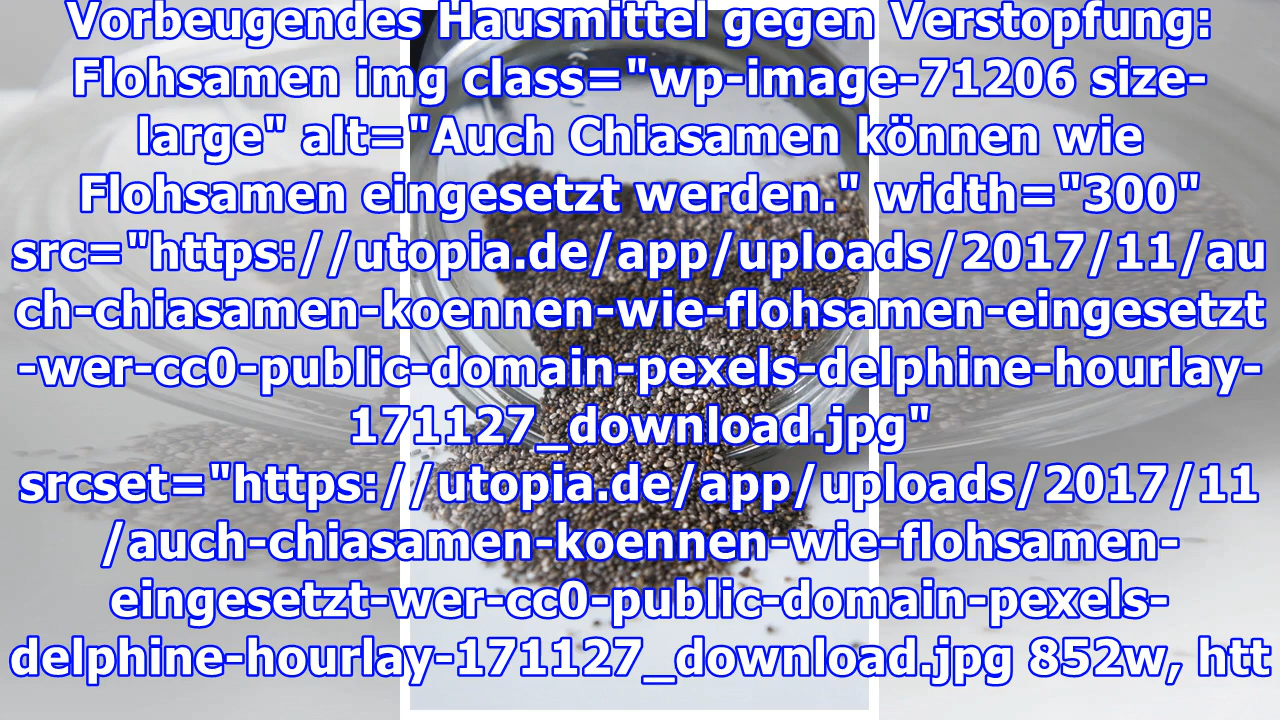 Vorbeugendes Hausmittel gegen Verstopfung:
Flohsamen img class="wp-image-71206 size-
large" alt="Auch Chiasamen können wie
Flohsamen eingesetzt werden." width="300"
src="https://utopia.de/app/uploads/2017/11/au
ch-chiasamen-koennen-wie-flohsamen-eingesetzt
-wer-cc0-public-domain-pexels-delphine-hourlay-
171127_download.jpg"
srcset="https://utopia.de/app/uploads/2017/11
/auch-chiasamen-koennen-wie-flohsamen-
eingesetzt-wer-cc0-public-domain-pexels-
delphine-hourlay-171127_download.jpg 852w, htt